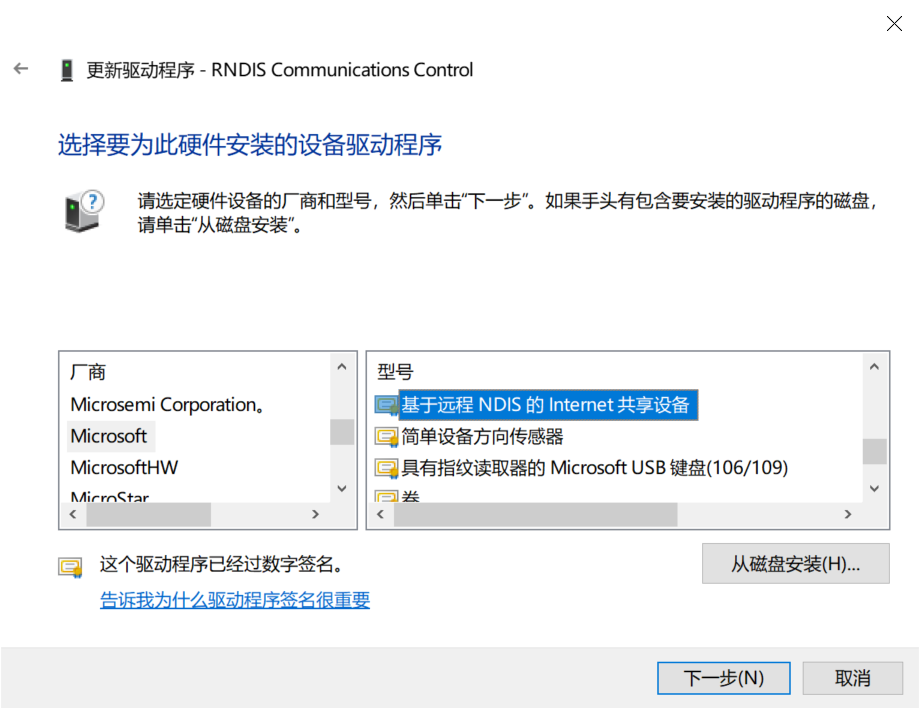 更新驱动程序 - RNDIS Communications Control
选择要为此硬件安装的设备驱动程序
请选定硬件设备的厂商和型号，然后单击“下一步”。如果手头有包含要安装的驱动程序的磁盘，
请单击“从磁盘安装”。
厂商
Microsemi Corporation。
Microsoft
MicrosoftHW
MicroStar
型号
基于远程 NDIS 的 Internet 共享设备
简单设备方向传感器
具有指纹读取器的 Microsoft USB 键盘(106/109)
卷
这个驱动程序已经过数字签名。
告诉我为什么驱动程序签名很重要
从磁盘安装(H)...
下一步(N)
取消